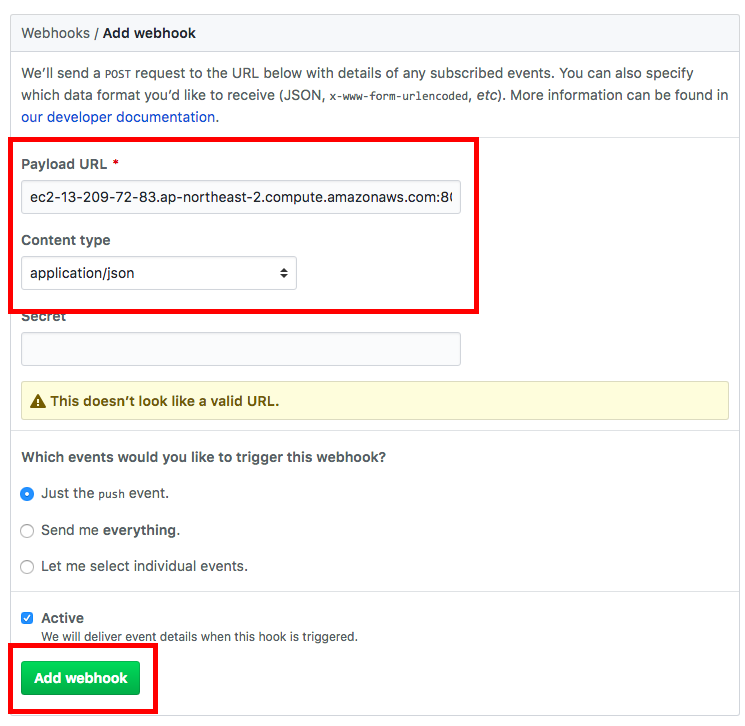 Webhooks / Add webhook
We'll send a POST request to the URL below with details of any subscribed events. You can also specify
which data format you'd like to receive (JSON, x-www-form-urlencoded, etc). More information can be found in
our developer documentation.
Payload URL *
ec2-13-209-72-83.ap-northeast-2.compute.amazonaws.com:80
Content type
application/json
Secret
This doesn't look like a valid URL.
Which events would you like to trigger this webhook?
Just the push event.
Send me everything.
Let me select individual events.
Active
We will deliver event details when this hook is triggered.
Add webhook